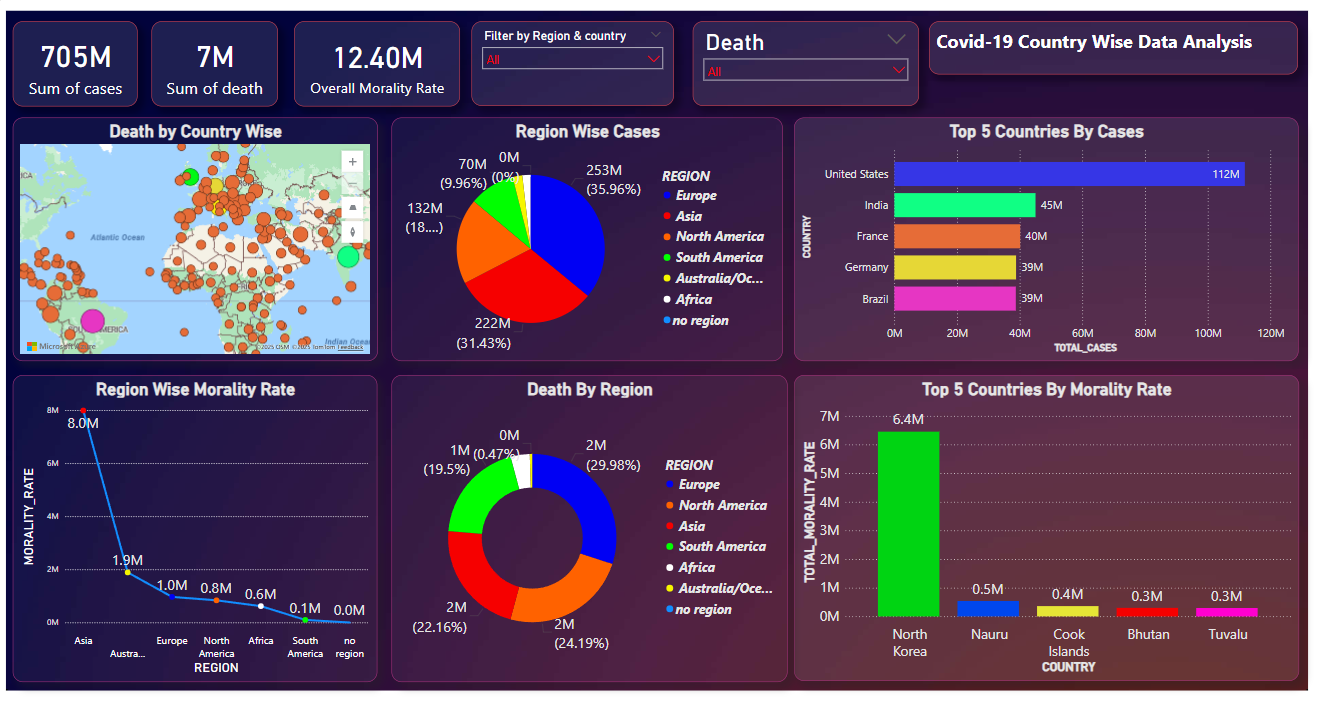 705M
Sum of cases
7M
Sum of death
12.40M
Overall Morality Rate
Filter by Region & country
All
Death
All
Covid-19 Country Wise Data Analysis
Death by Country Wise
Atlantic Ocean
AMERICA
Indian Ocean
Microsoft Azure
©2025 OSM ©2025 TomTom Feedback
Region Wise Cases
0M
(0%)
70M
(9.96%)
132M
(18....)
222M
(31.43%)
253M
(35.96%)
REGION
Europe
Asia
North America
South America
Australia/Oc...
Africa
no region
Top 5 Countries By Cases
COUNTRY
United States
112M
India
45M
France
40M
Germany
39M
Brazil
39M
0M 20M 40M 60M 80M 100M 120M
TOTAL_CASES
Region Wise Morality Rate
MORALITY_RATE
8M
6M
4M
2M
0M
8.0M
1.9M
1.0M
0.8M
0.6M
0.1M
0.0M
Asia
Austra...
Europe
North
America
Africa
South
America
no
region
REGION
Death By Region
0M
(0.47%)
1M
(19.5%)
2M
(22.16%)
2M
(24.19%)
2M
(29.98%)
REGION
Europe
North America
Asia
South America
Africa
Australia/Oce...
no region
Top 5 Countries By Morality Rate
TOTAL_MORALITY_RATE
7M
6M
5M
4M
3M
2M
1M
0M
6.4M
0.5M
0.4M
0.3M
0.3M
North
Korea
Nauru
Cook
Islands
Bhutan
Tuvalu
COUNTRY